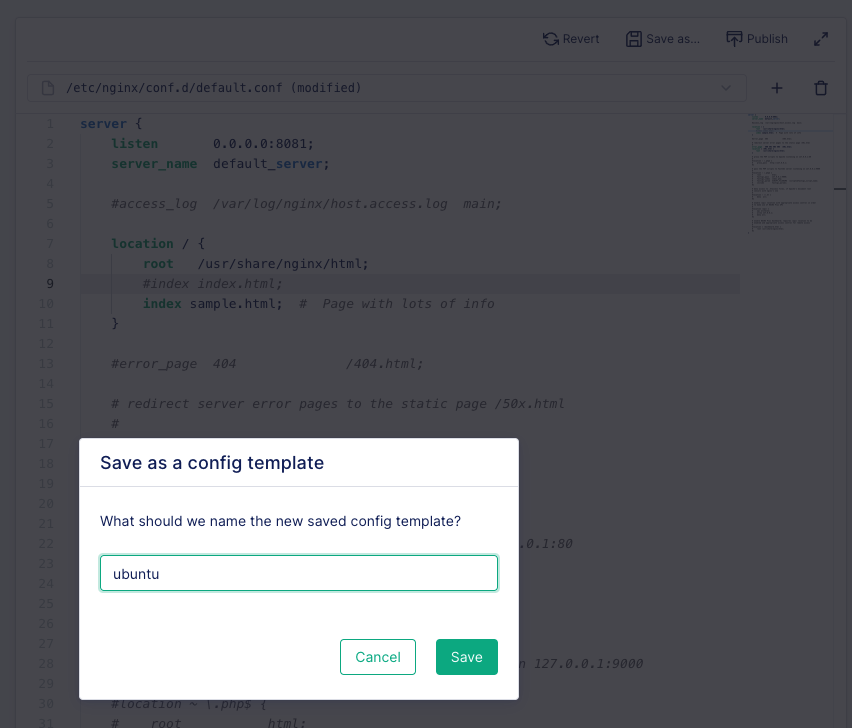 Revert Save as... Publish
/etc/nginx/conf.d/default.conf (modified)
1 server {
2 listen 0.0.0.0:8081;
3 server_name default_server;
4
5 #access_log /var/log/nginx/host.access.log main;
6
7 location / {
8 root /usr/share/nginx/html;
9 #index index.html;
10 index sample.html; # Page with lots of info
11 }
12
13 #error_page 404 /404.html;
14
15 # redirect server error pages to the static page /50x.html
16 #
17
Save as a config template
18
19
20
21
What should we name the new saved config template?
22 .0.1:80
23
ubuntu
24
25
26
27
Cancel Save
28 n 127.0.0.1:9000
29
30 #location ~ \.php$ {
31 # root html;